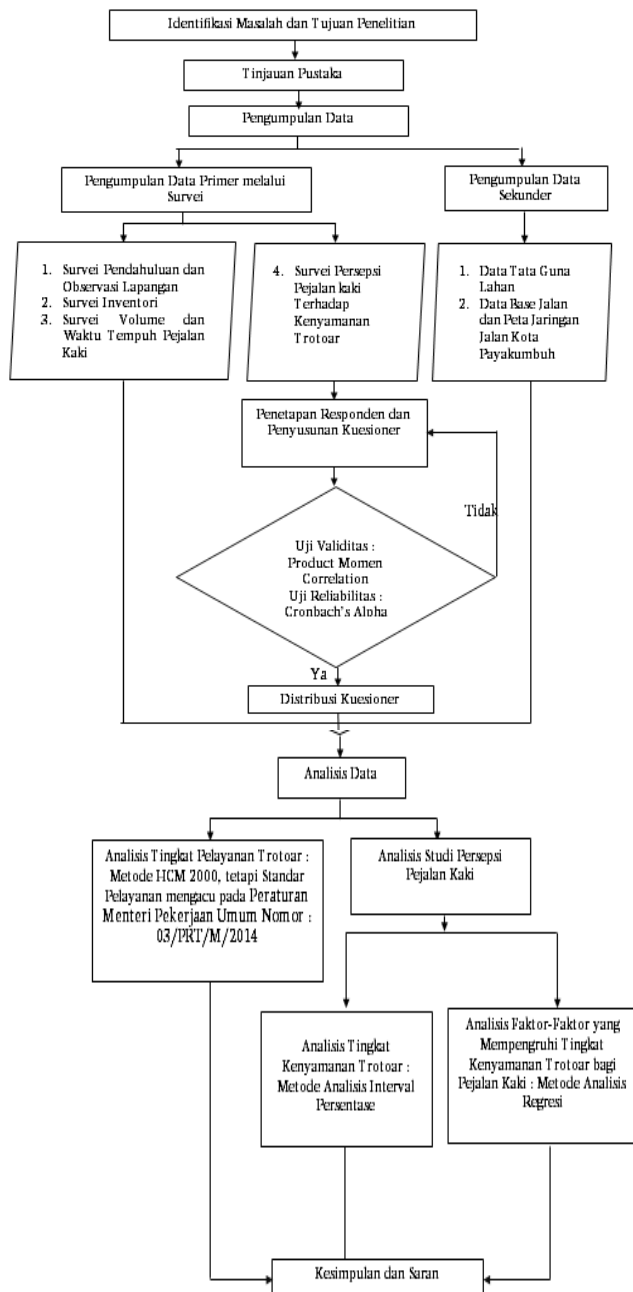 Identifikasi Masalah dan Tujuan Penelitian
Tinjauan Pustaka
Pengumpulan Data
Pengumpulan Data Primer melalui
Survei
Pengumpulan Data
Sekunder
1. Survei Pendahuluan dan
Observasi Lapangan
2. Survei Inventori
3. Survei Volume dan
Waktu Tempuh Pejalan
Kaki
4. Survei Persepsi
Pejalan kaki
Terhadap
Kenyamanan
Trotoar
1. Data Tata Guna
Lahan
2. Data Base Jalan
dan Peta Jaringan
Jalan Kota
Payakumbuh
Penetapan Responden dan
Penyusunan Kuesioner
Tidak
Uji Validitas :
Product Momen
Correlation
Uji Reliabilitas :
Cronbach's Alpha
Ya
Distribusi Kuesioner
Analisis Data
Analisis Tingkat Pelayanan Trotoar :
Metode HCM 2000, tetapi Standar
Pelayanan mengacu pada Peraturan
Menteri Pekerjaan Umum Nomor :
03/PRT/M/2014
Analisis Studi Persepsi
Pejalan Kaki
Analisis Tingkat
Kenyamanan Trotoar :
Metode Analisis Interval
Persentase
Analisis Faktor-Faktor yang
Mempengruhi Tingkat
Kenyamanan Trotoar bagi
Pejalan Kaki : Metode Analisis
Regresi
Kesimpulan dan Saran